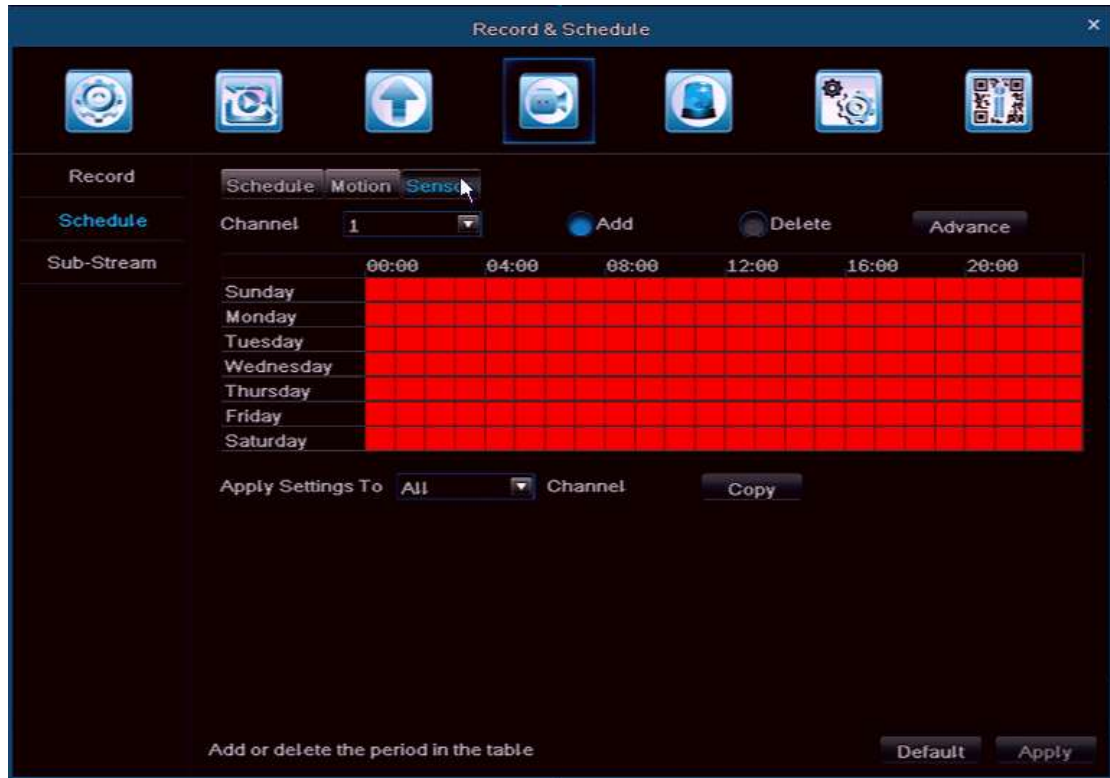 Record & Schedule ×
Record
Schedule
Sub-Stream
Schedule Motion Senso
Channel 1 Add Delete Advance
00:00 04:00 08:00 12:00 16:00 20:00
Sunday
Monday
Tuesday
Wednesday
Thursday
Friday
Saturday
Apply Settings To All Channel Copy
Add or delete the period in the table
Default Apply